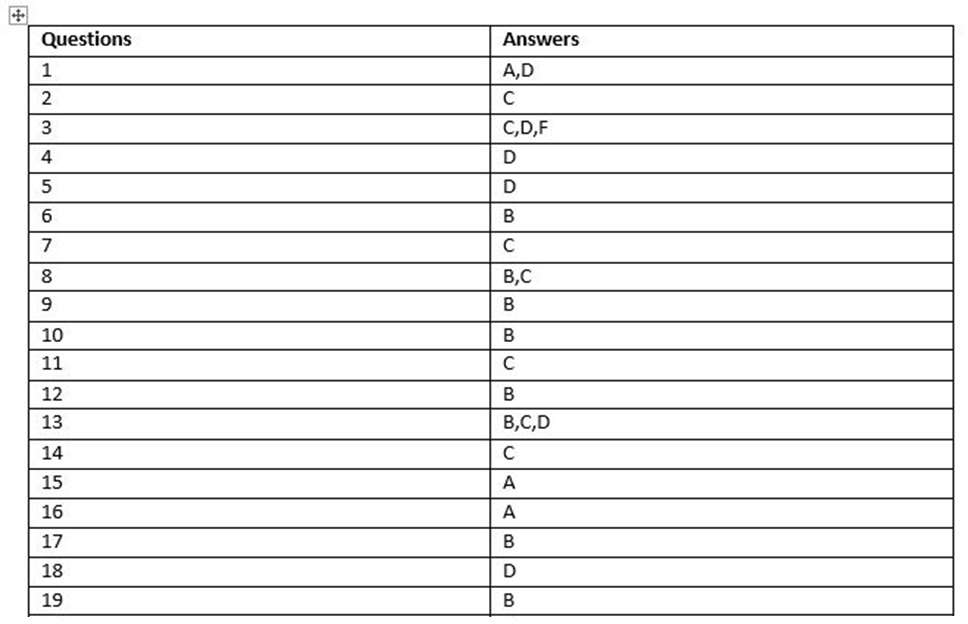 Questions Answers
1 A,D
2 C
3 C,D,F
4 D
5 D
6 B
7 C
8 B,C
9 B
10 B
11 C
12 B
13 B,C,D
14 C
15 A
16 A
17 B
18 D
19 B